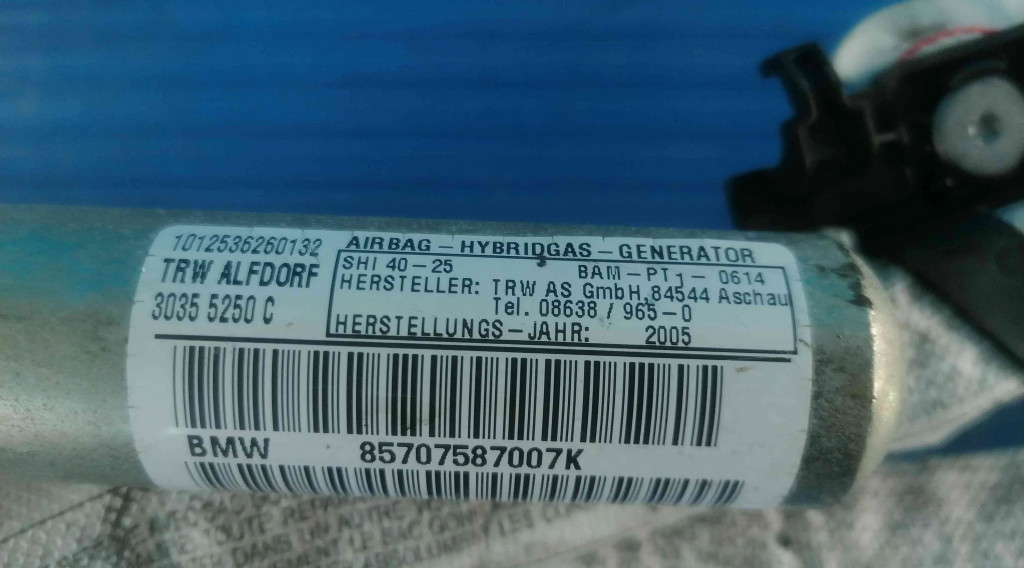 1012536260132
TRW ALFDORF
3035 5250 C
AIRBAG - HYBRIDGAS - GENERATOR
SHI 40-25 BAM-PT1-0614
HERSTELLER: TRW AS GmbH, 84544 Aschau
Tel. 08638 / 965-0
HERSTELLUNGS-JAHR: 2005
BMW 85707587007K